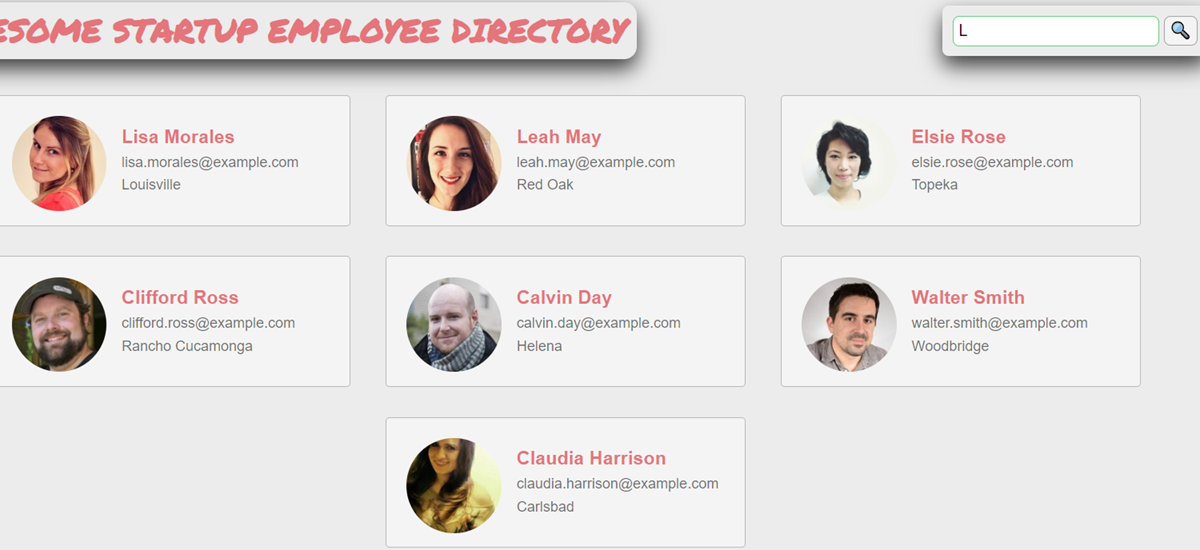 ESOME STARTUP EMPLOYEE DIRECTORY
L
Lisa Morales
lisa.morales@example.com
Louisville
Leah May
leah.may@example.com
Red Oak
Elsie Rose
elsie.rose@example.com
Topeka
Clifford Ross
clifford.ross@example.com
Rancho Cucamonga
Calvin Day
calvin.day@example.com
Helena
Walter Smith
walter.smith@example.com
Woodbridge
Claudia Harrison
claudia.harrison@example.com
Carlsbad